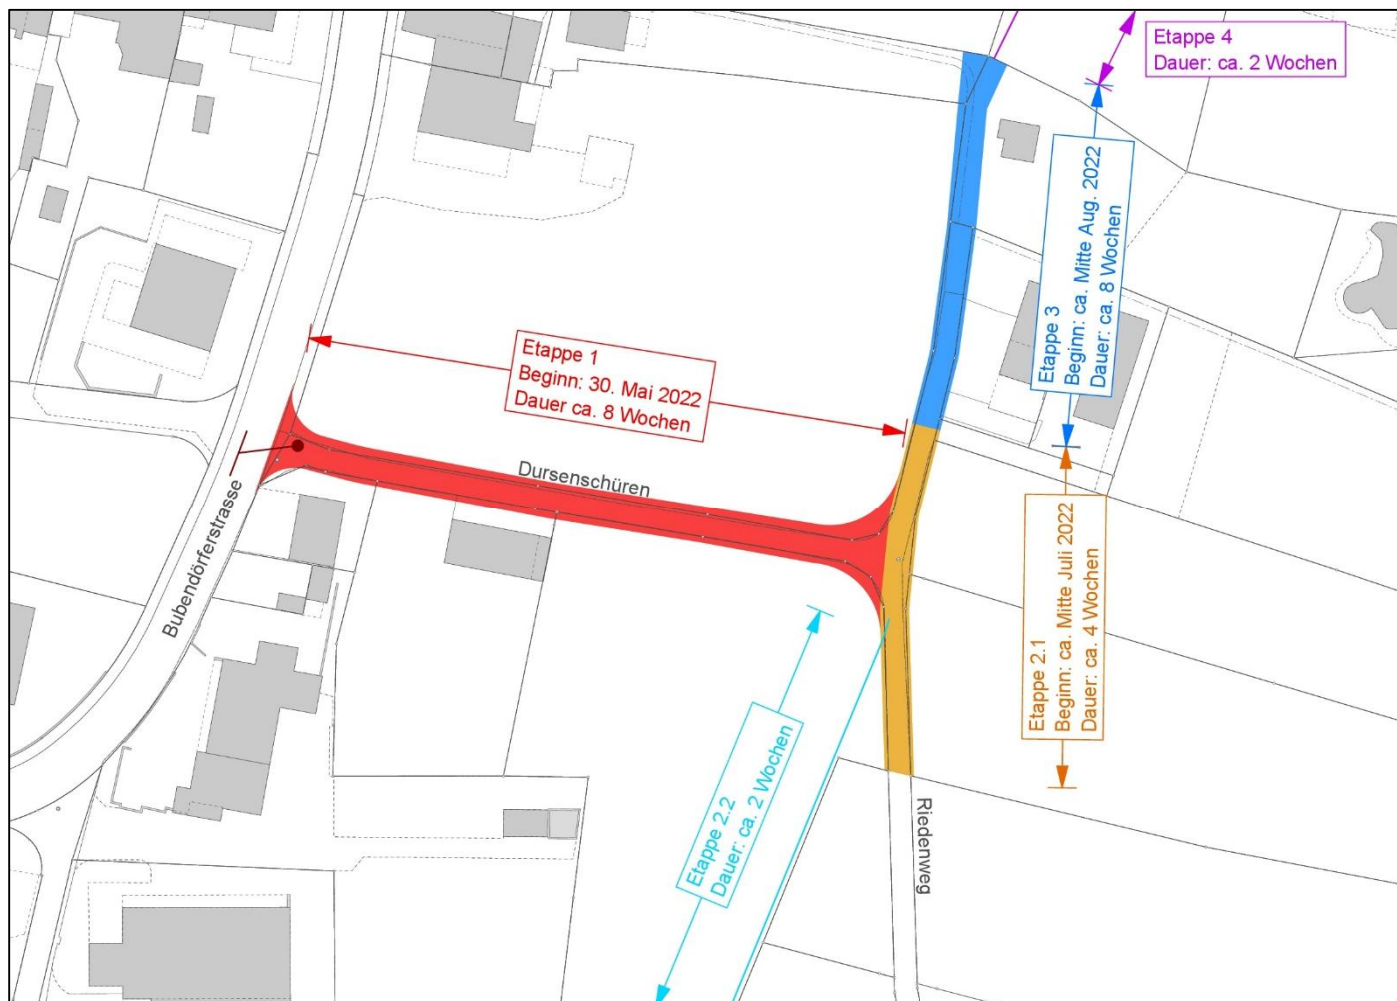 Etappe 4
Dauer: ca. 2 Wochen
Etappe 3
Beginn: ca. Mitte Aug. 2022
Dauer: ca. 8 Wochen
Etappe 1
Beginn: 30. Mai 2022
Dauer ca. 8 Wochen
Dursenschüren
Bubendörferstrasse
Etappe 2.1
Beginn: ca. Mitte Juli 2022
Dauer: ca. 4 Wochen
Etappe 2.2
Dauer: ca. 2 Wochen
Riedenweg